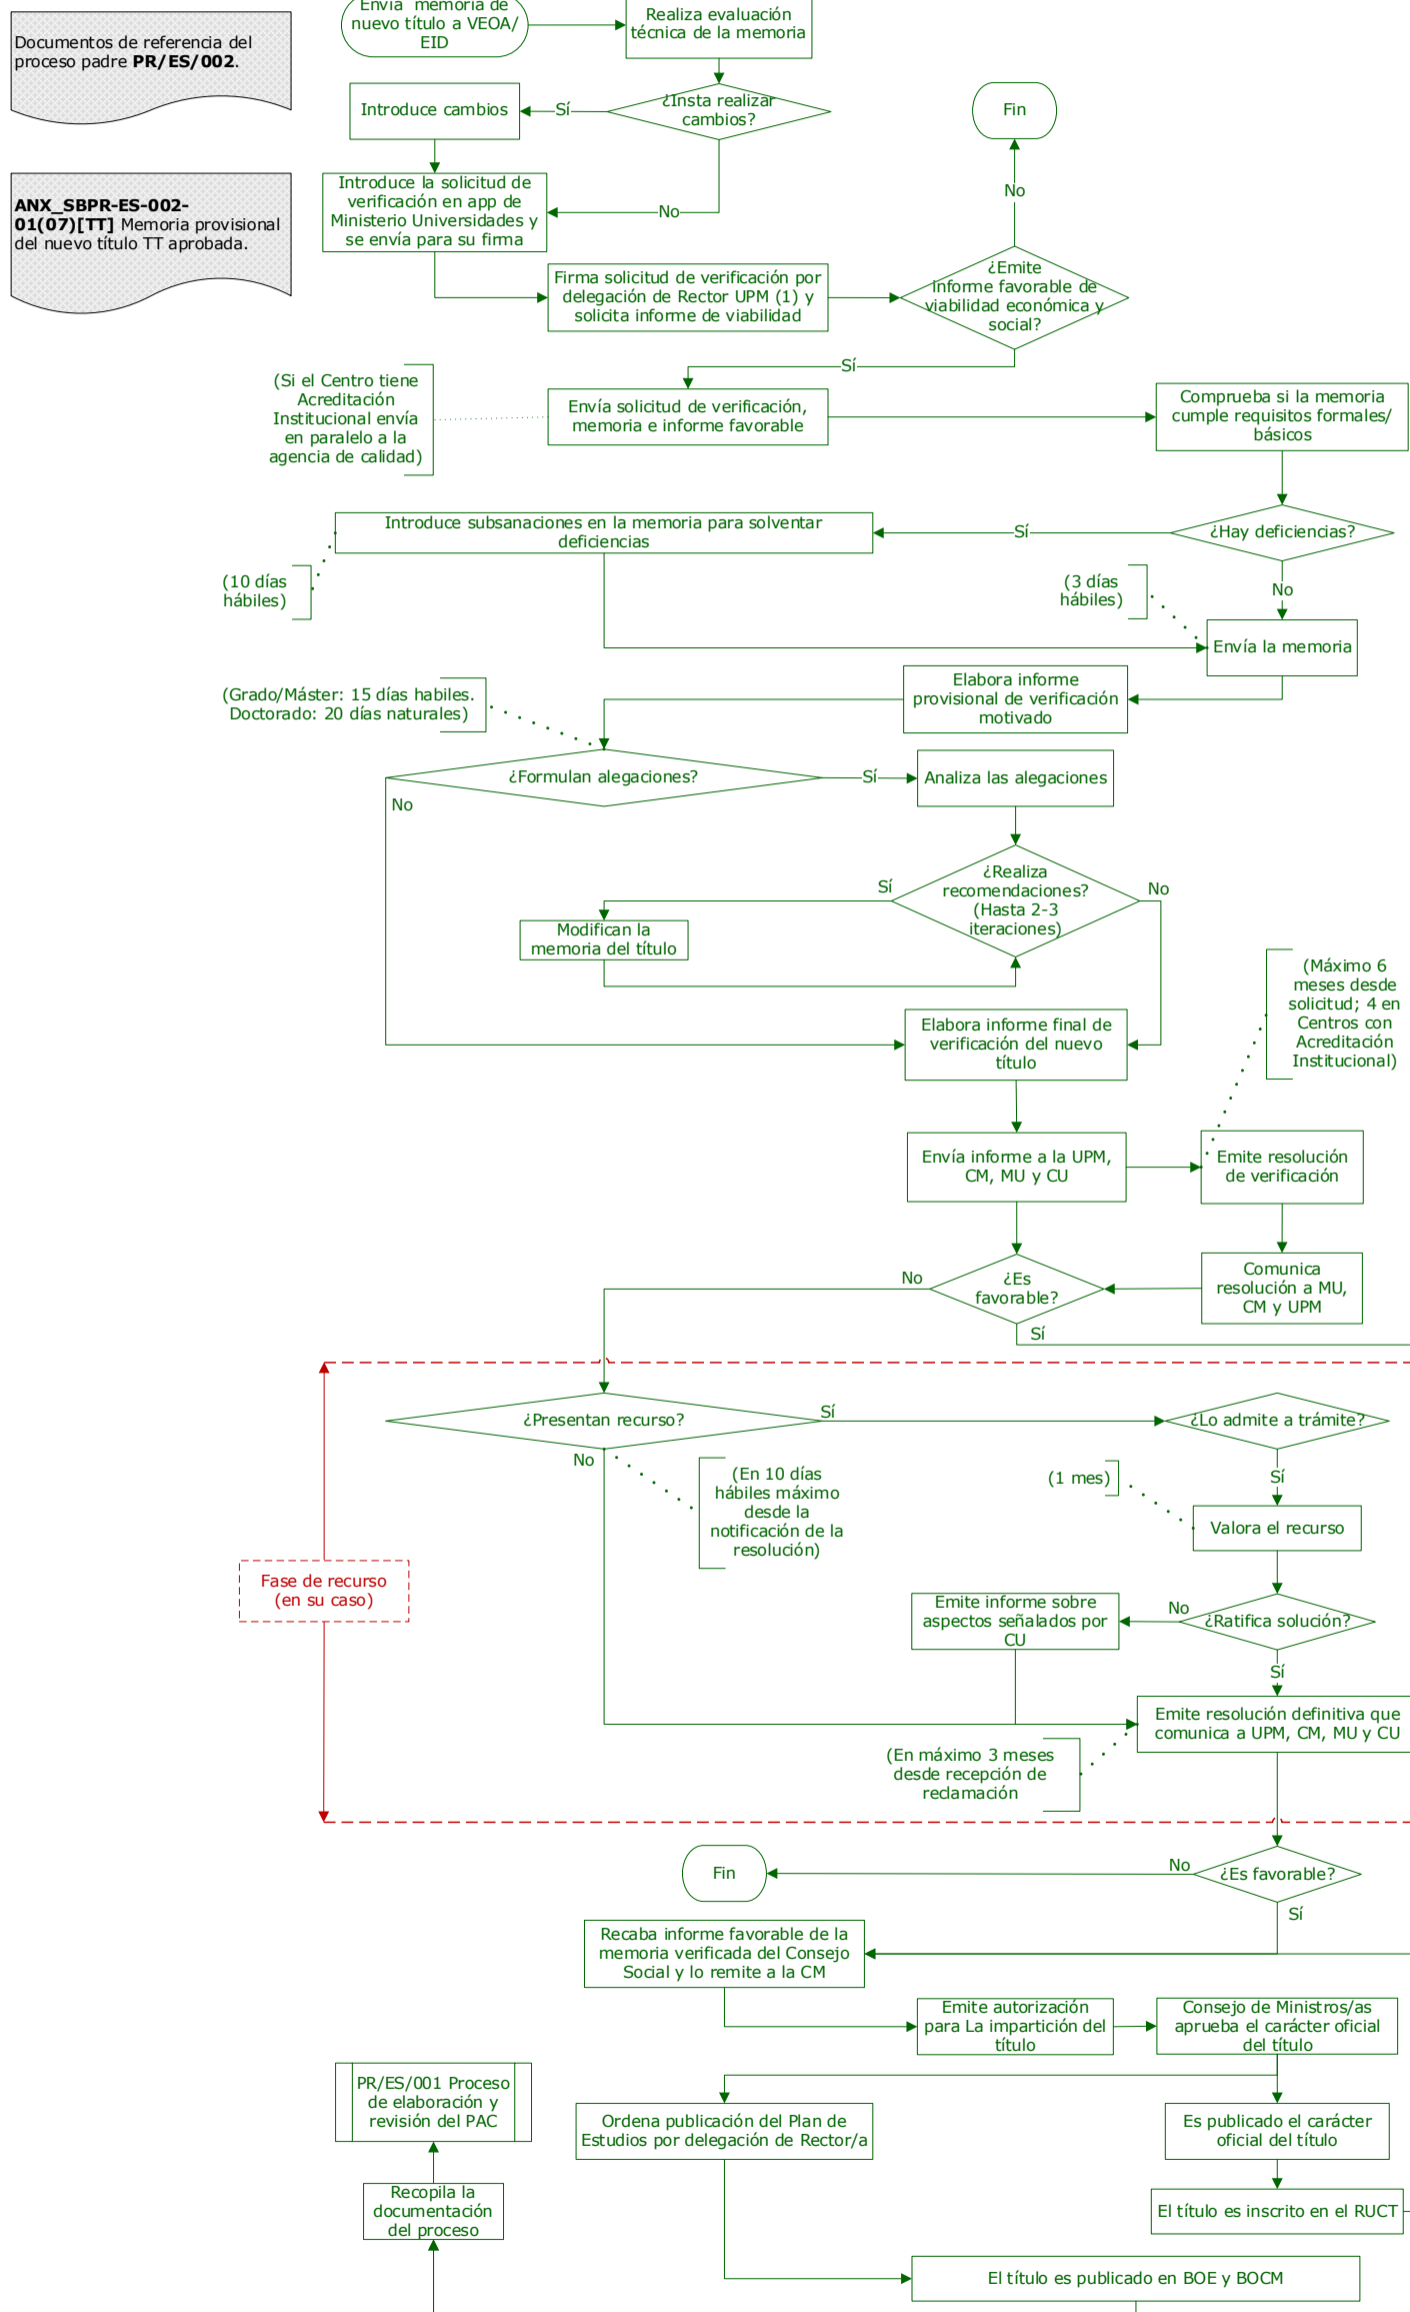 Envía  memoria de
nuevo título a VEOA/
EID
Realiza evaluación
técnica de la memoria
Documentos de referencia del
proceso padre PR/ES/002.
Introduce cambios
Sí
¿Insta realizar
cambios?
Fin
ANX_SBPR-ES-002-
01(07)[TT] Memoria provisional
del nuevo título TT aprobada.
Introduce la solicitud de
verificación en app de
Ministerio Universidades y
se envía para su firma
No
No
Firma solicitud de verificación por
delegación de Rector UPM (1) y
solicita informe de viabilidad
¿Emite
informe favorable de
viabilidad económica y
social?
Sí
(Si el Centro tiene
Acreditación
Institucional envía
en paralelo a la
agencia de calidad)
Envía solicitud de verificación,
memoria e informe favorable
Comprueba si la memoria
cumple requisitos formales/
básicos
Introduce subsanaciones en la memoria para solventar
deficiencias
Sí
¿Hay deficiencias?
(10 días
hábiles)
(3 días
hábiles)
No
Envía la memoria
(Grado/Máster: 15 días habiles.
Doctorado: 20 días naturales)
Elabora informe
provisional de verificación
motivado
¿Formulan alegaciones?
Sí
Analiza las alegaciones
No
¿Realiza
recomendaciones?
(Hasta 2-3
iteraciones)
Sí
No
Modifican la
memoria del título
(Máximo 6
meses desde
solicitud; 4 en
Centros con
Acreditación
Institucional)
Elabora informe final de
verificación del nuevo
título
Envía informe a la UPM,
CM, MU y CU
Emite resolución
de verificación
No
¿Es
favorable?
Comunica
resolución a MU,
CM y UPM
Sí
¿Presentan recurso?
Sí
¿Lo admite a trámite?
No
(En 10 días
hábiles máximo
desde la
notificación de la
resolución)
(1 mes)
Sí
Valora el recurso
Fase de recurso
(en su caso)
Emite informe sobre
aspectos señalados por
CU
No
¿Ratifica solución?
Sí
Emite resolución definitiva que
comunica a UPM, CM, MU y CU
(En máximo 3 meses
desde recepción de
reclamación
Fin
No
¿Es favorable?
Sí
Recaba informe favorable de la
memoria verificada del Consejo
Social y lo remite a la CM
Emite autorización
para La impartición del
título
Consejo de Ministros/as
aprueba el carácter oficial
del título
PR/ES/001 Proceso
de elaboración y
revisión del PAC
Ordena publicación del Plan de
Estudios por delegación de Rector/a
Es publicado el carácter
oficial del título
Recopila la
documentación
del proceso
El título es inscrito en el RUCT
El título es publicado en BOE y BOCM